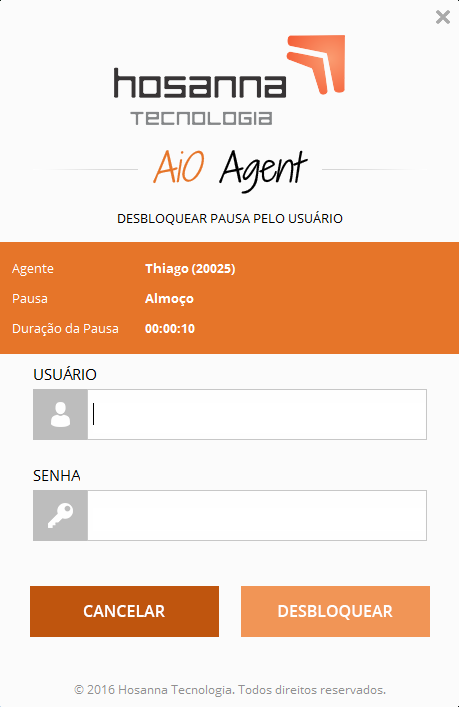 hosanna
TECNOLOGIA
AiO Agent
DESBLOQUEAR PAUSA PELO USUÁRIO
Agente Thiago (20025)
Pausa Almoço
Duração da Pausa 00:00:10
USUÁRIO
SENHA
CANCELAR DESBLOQUEAR
© 2016 Hosanna Tecnologia. Todos direitos reservados.